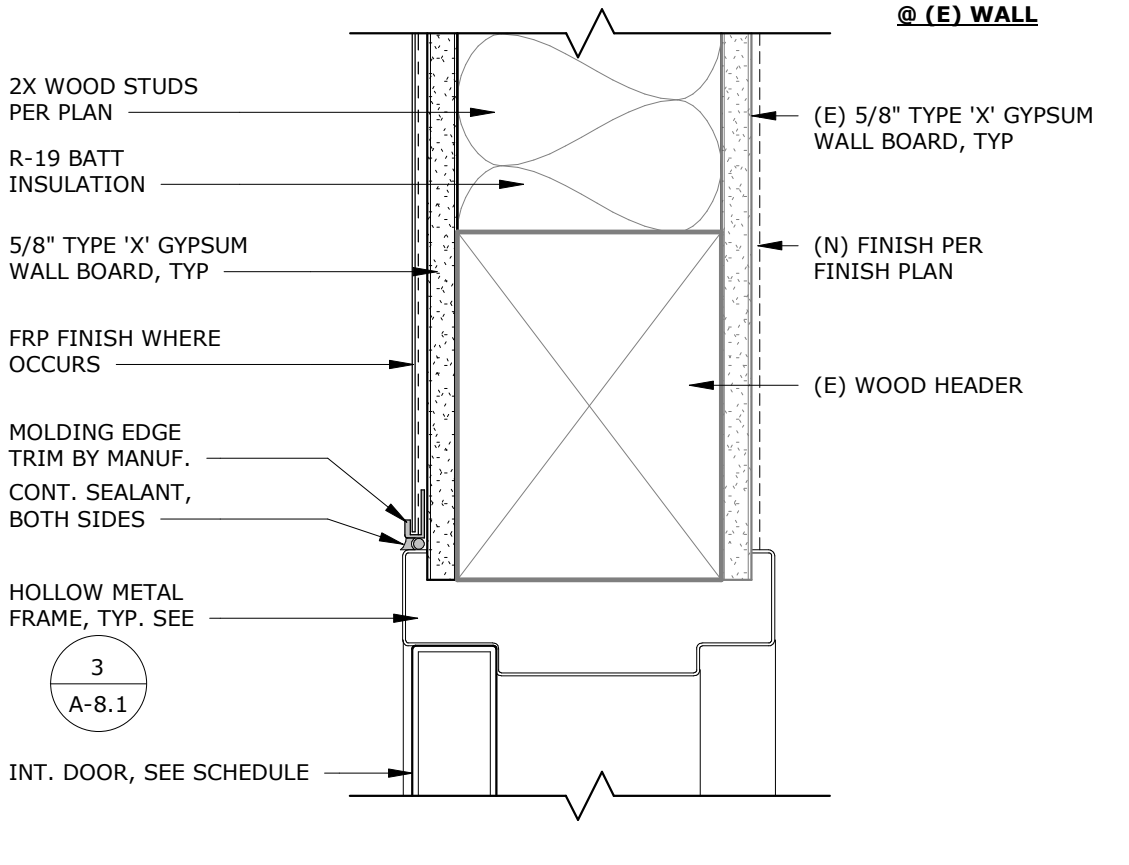 @ (E) WALL
2X WOOD STUDS
PER PLAN
R-19 BATT
INSULATION
5/8" TYPE 'X' GYPSUM
WALL BOARD, TYP
FRP FINISH WHERE
OCCURS
MOLDING EDGE
TRIM BY MANUF.
CONT. SEALANT,
BOTH SIDES
HOLLOW METAL
FRAME, TYP. SEE
3
A-8.1
INT. DOOR, SEE SCHEDULE
(E) 5/8" TYPE 'X' GYPSUM
WALL BOARD, TYP
(N) FINISH PER
FINISH PLAN
(E) WOOD HEADER